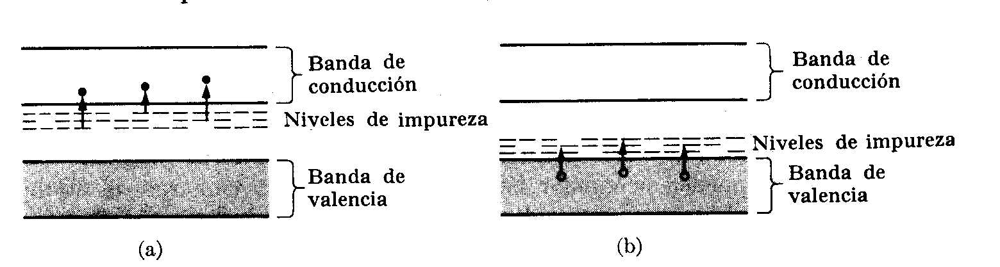 Banda de
conducción
Niveles de impureza
Banda de
valencia
(a)
Banda de
conducción
Niveles de impureza
Banda de
valencia
(b)